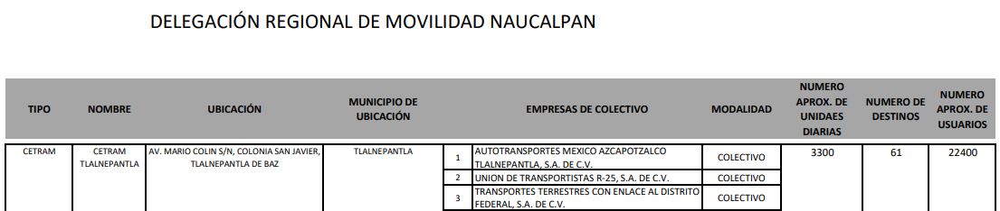 DELEGACIÓN REGIONAL DE MOVILIDAD NAUCALPAN
TIPO
NOMBRE
UBICACIÓN
MUNICIPIO DE
UBICACIÓN
EMPRESAS DE COLECTIVO
MODALIDAD
NUMERO
APROX. DE
UNIDAES
DIARIAS
NUMERO DE
DESTINOS
NUMERO
APROX. DE
USUARIOS
CETRAM
CETRAM
TLALNEPANTLA
AV. MARIO COLIN S/N, COLONIA SAN JAVIER,
TLALNEPANTLA DE BAZ
TLALNEPANTLA
1
AUTOTRANSPORTES MEXICO AZCAPOTZALCO
TLALNEPANTLA, S.A. DE C.V.
COLECTIVO
3300
61
22400
2
UNION DE TRANSPORTISTAS R-25, S.A. DE C.V.
COLECTIVO
3
TRANSPORTES TERRESTRES CON ENLACE AL DISTRITO
FEDERAL, S.A. DE C.V.
COLECTIVO